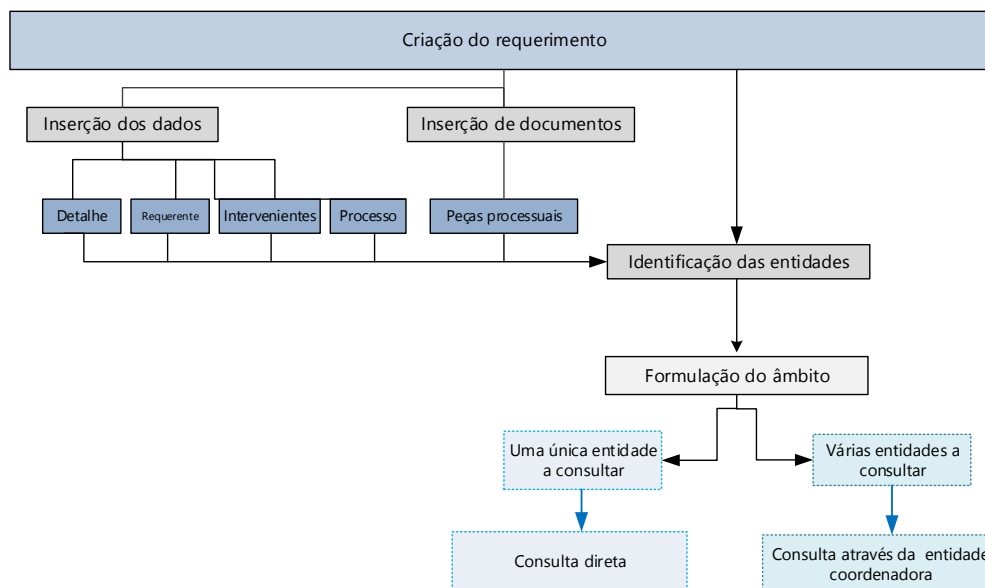 Criação do requerimento
Inserção dos dados
Inserção de documentos
Detalhe
Requerente
Intervenientes
Processo
Peças processuais
Identificação das entidades
Formulação do âmbito
Uma única entidade
a consultar
Várias entidades a
consultar
Consulta direta
Consulta através da entidade
coordenadora